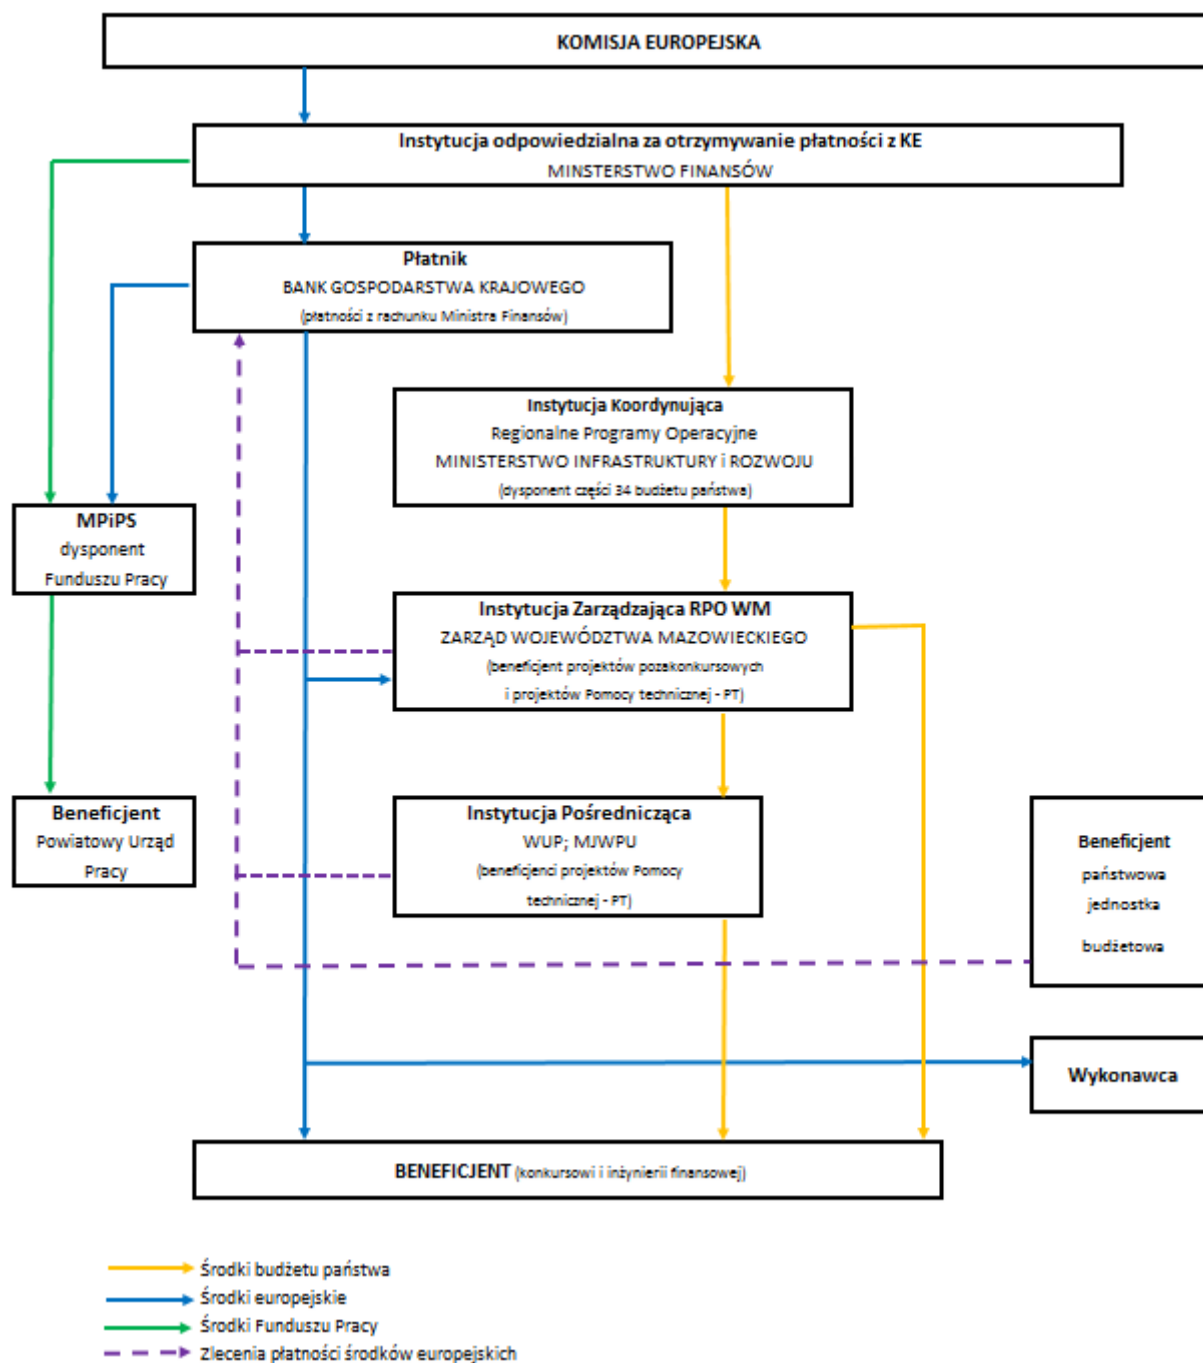 KOMISJA EUROPEJSKA
Instytucja odpowiedzialna za otrzymywanie płatności z KE
MINSTERSTWO FINANSÓW
Płatnik
BANK GOSPODARSTWA KRAJOWEGO
(płatności z rachunku Ministra Finansów)
Instytucja Koordynująca
Regionalne Programy Operacyjne
MINISTERSTWO INFRASTRUKTURY i ROZWOJU
(dysponent części 34 budżetu państwa)
MPiPS
dysponent
Funduszu Pracy
Instytucja Zarządzająca RPO WM
ZARZĄD WOJEWÓDZTWA MAZOWIECKIEGO
(beneficjent projektów pozakonkursowych
i projektów Pomocy technicznej - PT)
Beneficjent
Powiatowy Urząd
Pracy
Instytucja Pośrednicząca
WUP; MJWPU
(beneficjenci projektów Pomocy
technicznej - PT)
Beneficjent
państwowa
jednostka
budżetowa
Wykonawca
BENEFICJENT (konkursowi i inżynierii finansowej)
Środki budżetu państwa
Środki europejskie
Środki Funduszu Pracy
Zlecenia płatności środków europejskich